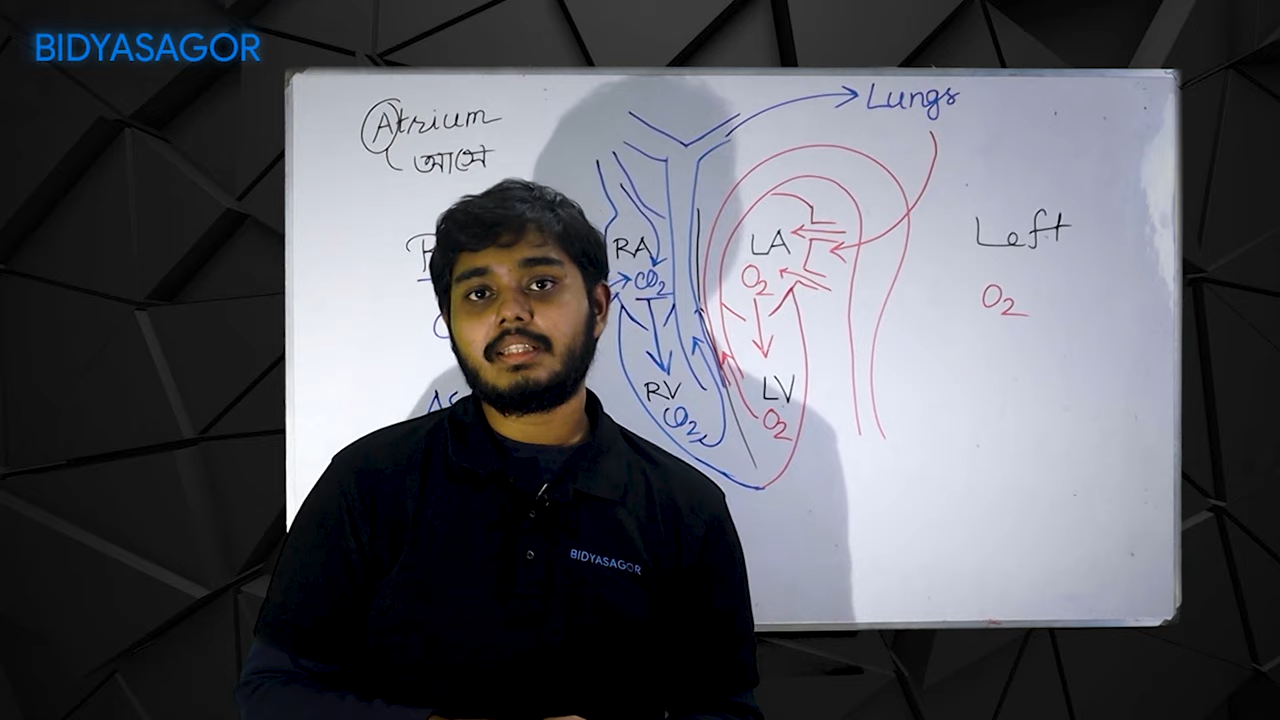 BIDYASAGOR
Lungs
Atrium
আসে
RA
LA
Left
CO2
O2
O2
RV
LV
CO2
O2
BIDYASAGOR